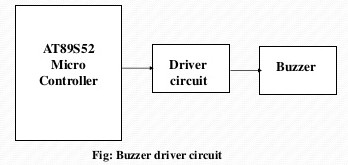 AT89S52
Micro
Controller
Driver
circuit
Buzzer
Fig: Buzzer driver circuit